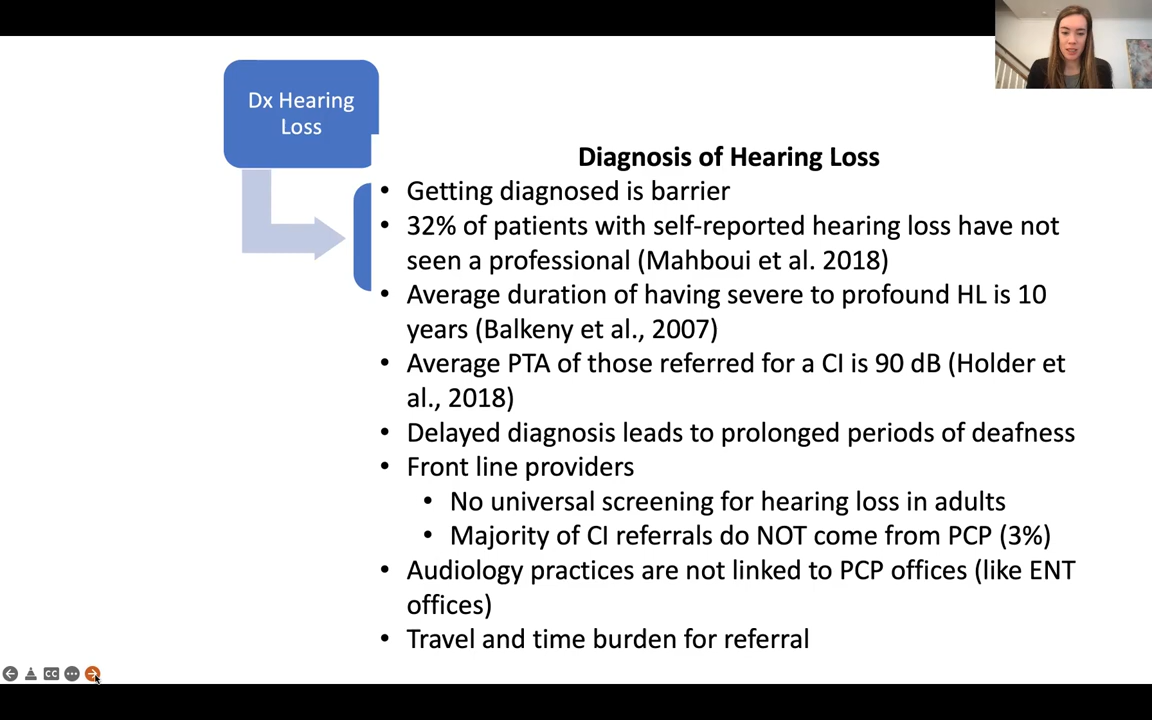 Dx Hearing
Loss
Diagnosis of Hearing Loss
• Getting diagnosed is barrier
• 32% of patients with self-reported hearing loss have not
seen a professional (Mahboui et al. 2018)
• Average duration of having severe to profound HL is 10
years (Balkeny et al., 2007)
• Average PTA of those referred for a CI is 90 dB (Holder et
al., 2018)
• Delayed diagnosis leads to prolonged periods of deafness
• Front line providers
• No universal screening for hearing loss in adults
• Majority of CI referrals do NOT come from PCP (3%)
• Audiology practices are not linked to PCP offices (like ENT
offices)
• Travel and time burden for referral
CC